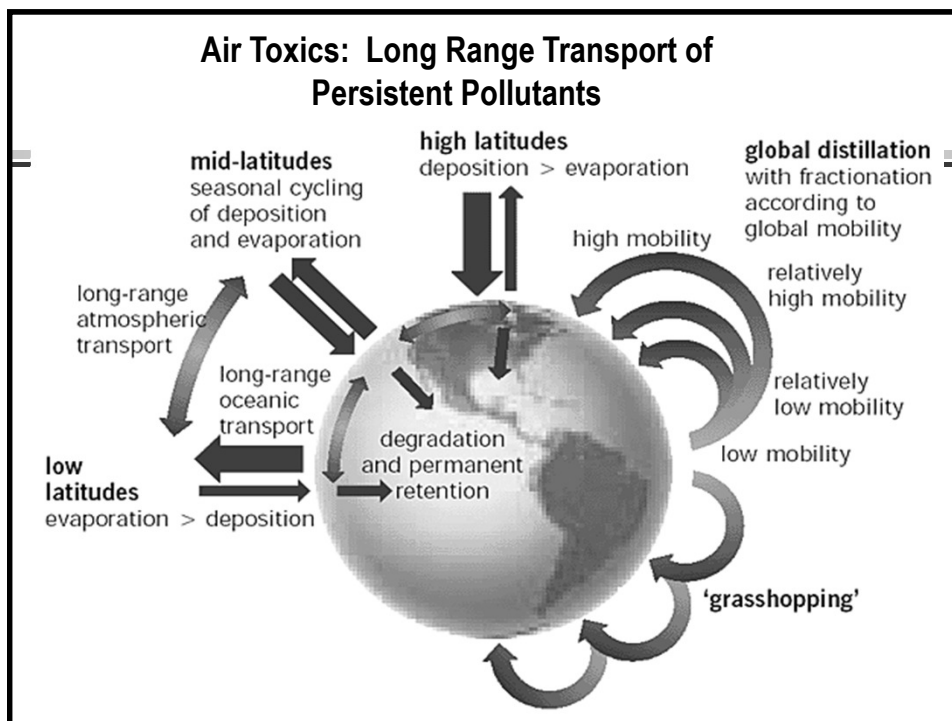 Air Toxics: Long Range Transport of
Persistent Pollutants
high latitudes
deposition > evaporation
mid-latitudes
seasonal cycling
of deposition
and evaporation
global distillation
with fractionation
according to
global mobility
high mobility
relatively
high mobility
relatively
low mobility
low mobility
long-range
atmospheric
transport
long-range
oceanic
transport
degradation
and permanent
retention
low
latitudes
evaporation > deposition
'grasshopping'